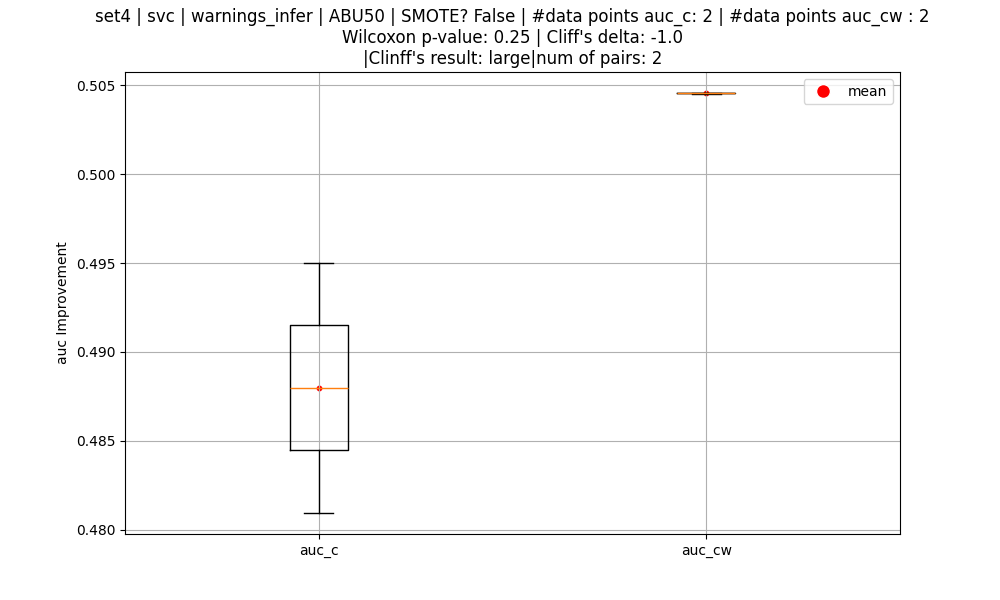 set4 | svc | warnings_infer | ABU50 | SMOTE? False | #data points auc_c: 2 | #data points auc_cw : 2
Wilcoxon p-value: 0.25 | Cliff's delta: -1.0
|Clinff's result: large|num of pairs: 2
mean
auc Improvement
0.505
0.500
0.495
0.490
0.485
0.480
auc_c
auc_cw